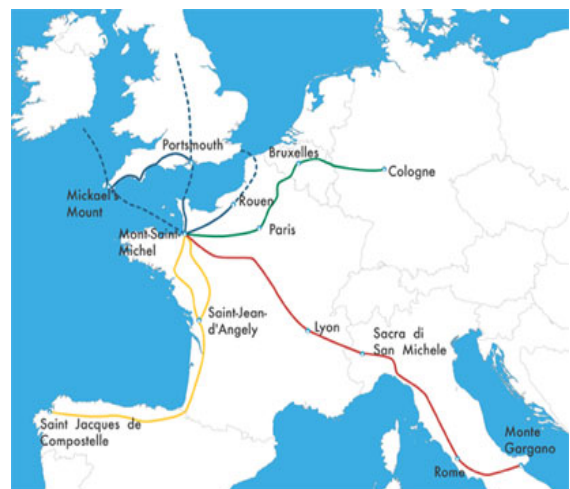 Portsmouth
Bruxelles
Cologne
Mickael's
Mount
Rouen
Mont-Saint-
Michel
Paris
Saint-Jean-
d'Angely
Lyon
Sacra di
San Michele
Saint Jacques de
Compostelle
Monte
Gargano
Rome